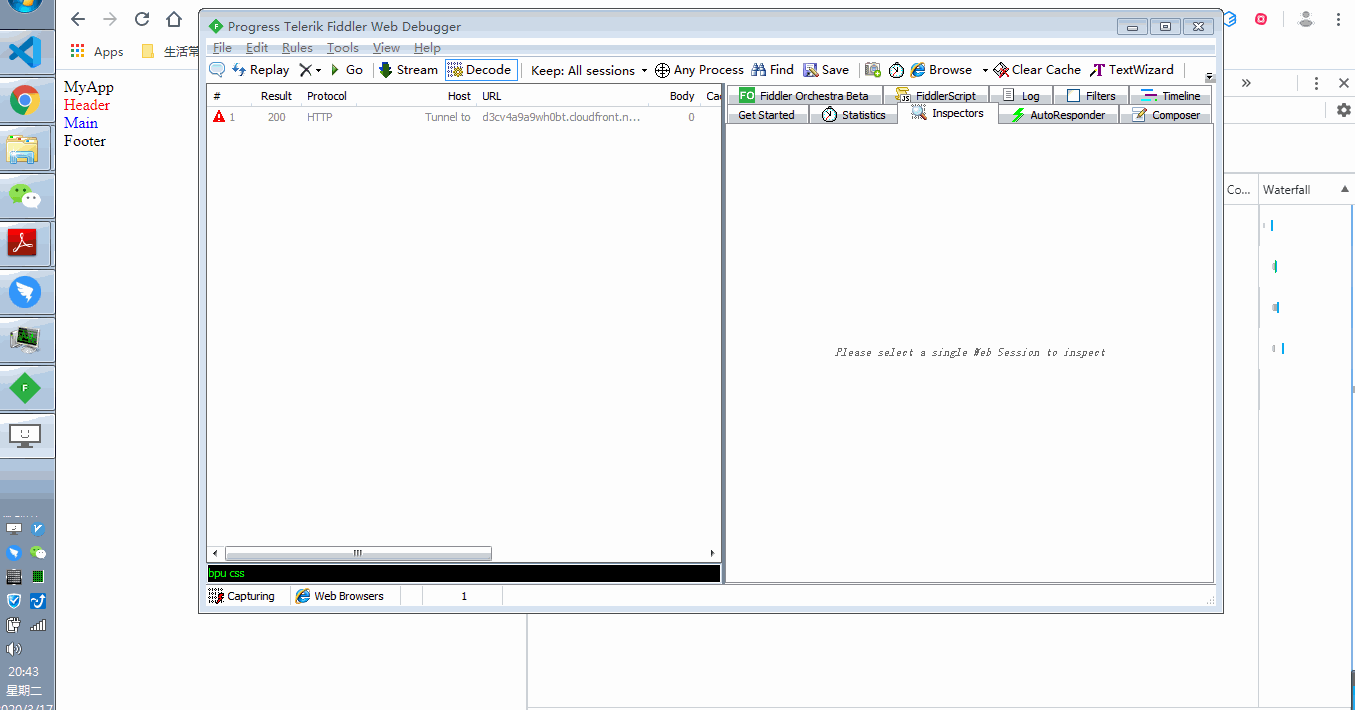 Progress Telerik Fiddler Web Debugger
File Edit Rules Tools View Help
Replay Go Stream Decode Keep: All sessions Any Process Find Save Browse Clear Cache TextWizard
Apps 生活常
MyApp
Header
Main
Footer
# Result Protocol Host URL Body Cac
1 200 HTTP Tunnel to d3cv4a9a9wh0bt.cloudfront.n... 0
Fiddler Orchestra Beta FiddlerScript Log Filters Timeline
Get Started Statistics Inspectors AutoResponder Composer
Please select a single Web Session to inspect
bpu css
Capturing Web Browsers 1
Co... Waterfall
20:43
星期二
2020/3/17